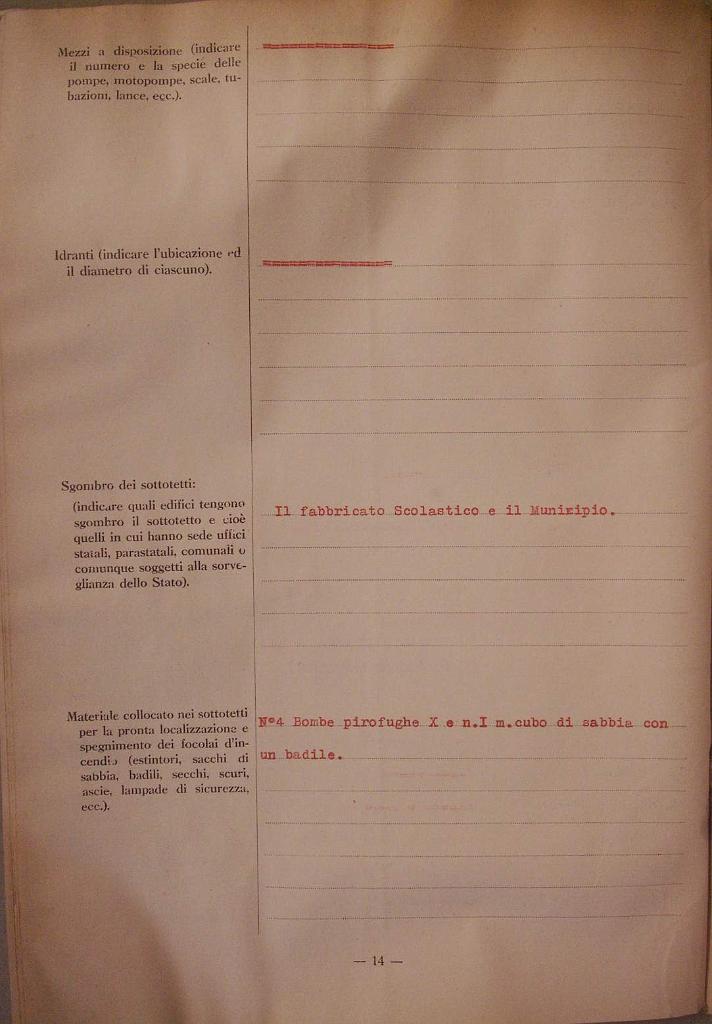 Mezzi a disposizione (indicare
il numero e la specie delle
pompe, motopompe, scale, tu-
bazioni, lance, ecc.).
Idranti (indicare l'ubicazione ed
il diametro di ciascuno).
Sgombro dei sottotetti:
(indicare quali edifici tengono
sgombro il sottotetto e cioè
quelli in cui hanno sede uffici
statali, parastatali, comunali o
comunque soggetti alla sorve-
glianza dello Stato).
Il fabbricato Scolastico e il Munizipio.
Materiale collocato nei sottotetti
per la pronta localizzazione e
spegnimento dei focolai d'in-
cendio (estintori, sacchi di
sabbia, badili, secchi, scuri,
ascie, lampade di sicurezza,
ecc.).
N°4 Bombe pirofughe X e n.I m.cubo di sabbia con
un badile.
— 14 —